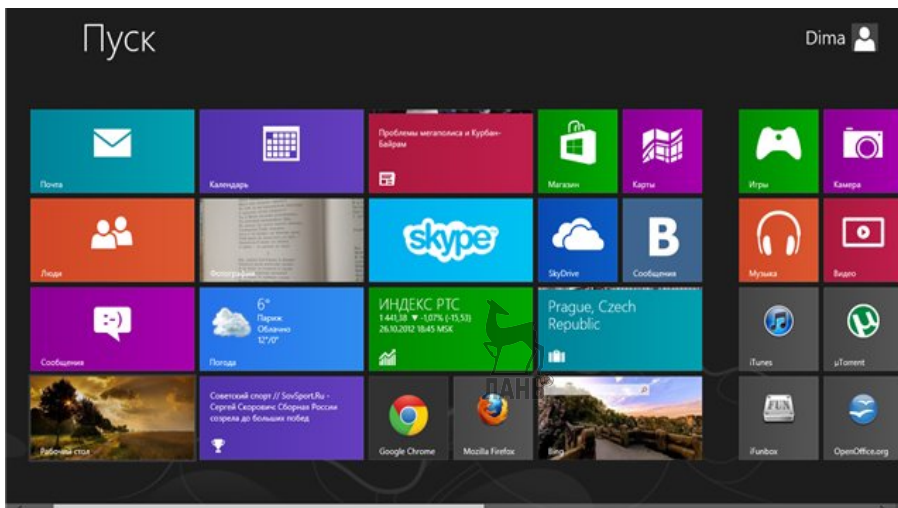 Пуск
Dima
Почта
Календарь
Проблемы мегаполиса и Курбан-
Байрам
Магазин
Карты
Игры
Камера
Люди
Фотографии
skype
SkyDrive
B
Сообщения
Музыка
Видео
:-)
Сообщения
6°
Париж
Облачно
12°/0°
Погода
ИНДЕКС РТС
1 441,38 ▼ -1,07% (-15,53)
26.10.2012 18:45 MSK
Prague, Czech
Republic
iTunes
µ
µTorrent
Рабочий стол
Советский спорт // SovSport.Ru -
Сергей Скорович: Сборная России
созрела до больших побед
Google Chrome
Mozilla Firefox
ЛАНЬ
Bing
FUN
iFunbox
OpenOffice.org